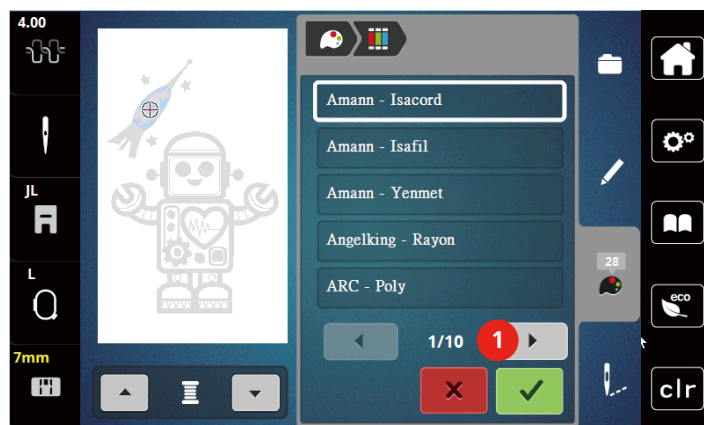 4.00
JL
L
7mm
Amann - Isacord
Amann - Isafil
Amann - Yenmet
Angelking - Rayon
ARC - Poly
1/10
1
28
eco
clr